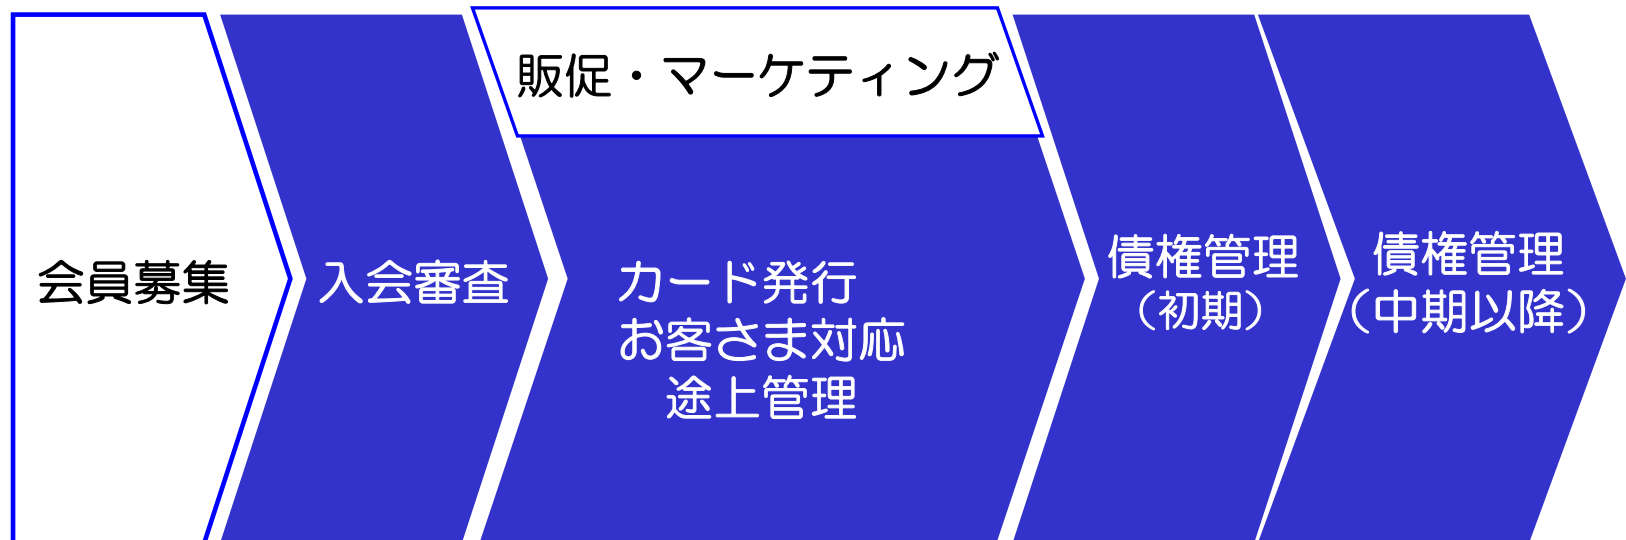 会員募集
入会審査
販促・マーケティング
カード発行
お客さま対応
途上管理
債権管理
（初期）
債権管理
（中期以降）